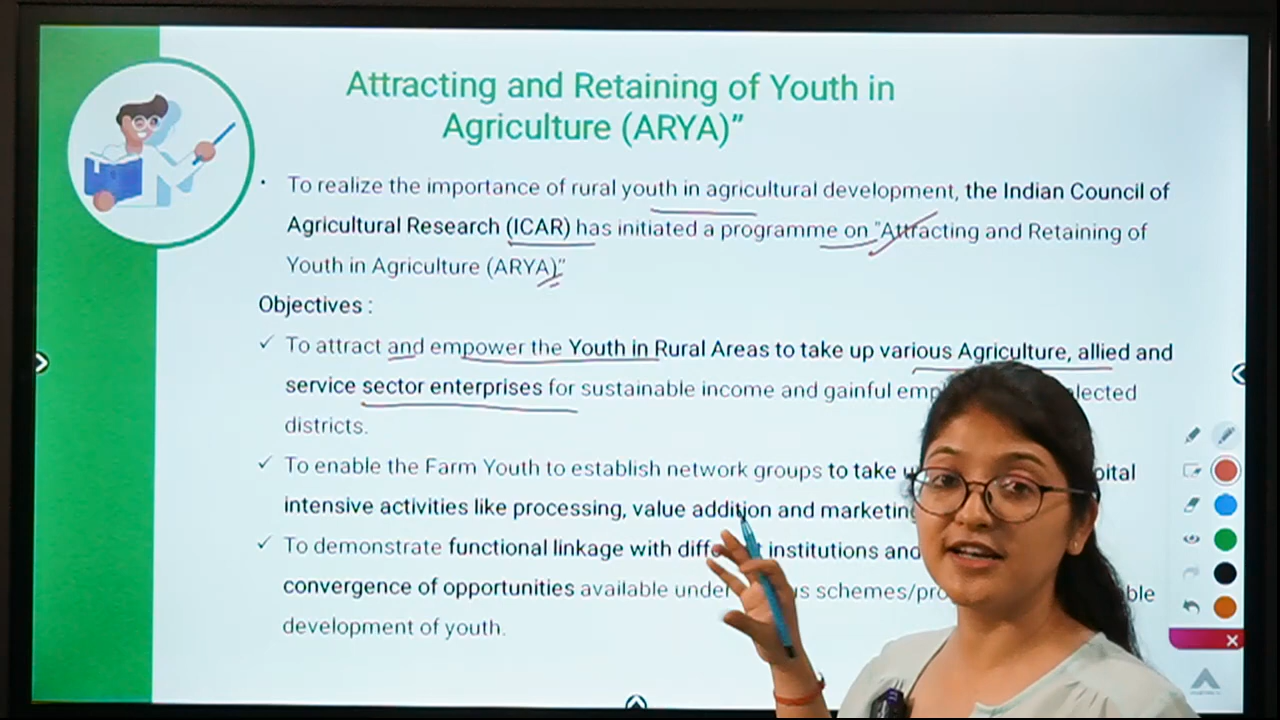 Attracting and Retaining of Youth in
Agriculture (ARYA)”
· To realize the importance of rural youth in agricultural development, the Indian Council of
Agricultural Research (ICAR) has initiated a programme on "Attracting and Retaining of
Youth in Agriculture (ARYA)”
Objectives :
✓ To attract and empower the Youth in Rural Areas to take up various Agriculture, allied and
service sector enterprises for sustainable income and gainful
districts.
✓ To enable the Farm Youth to establish network groups to take
intensive activities like processing, value addition and
✓ To demonstrate functional linkage with institutions and
convergence of opportunities available
development of youth.